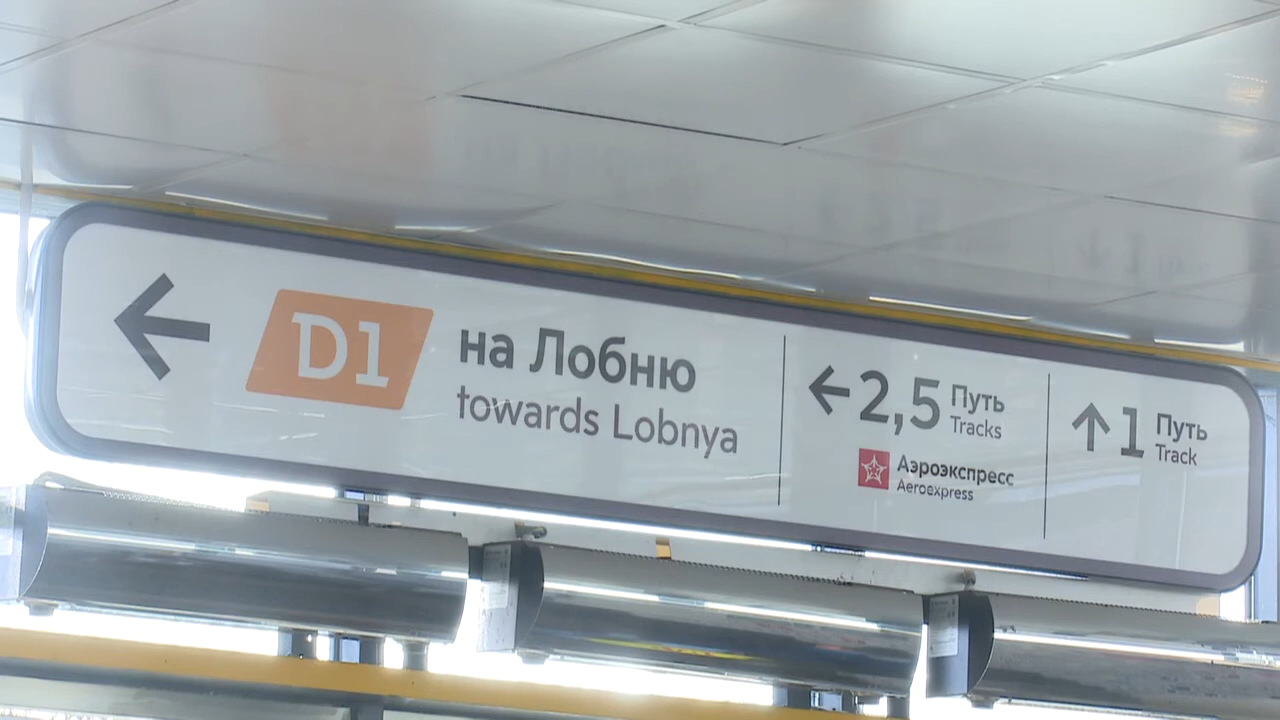 D1
на Лобню
towards Lobnya
2,5 Путь
Tracks
Аэроэкспресс
Aeroexpress
1 Путь
Track